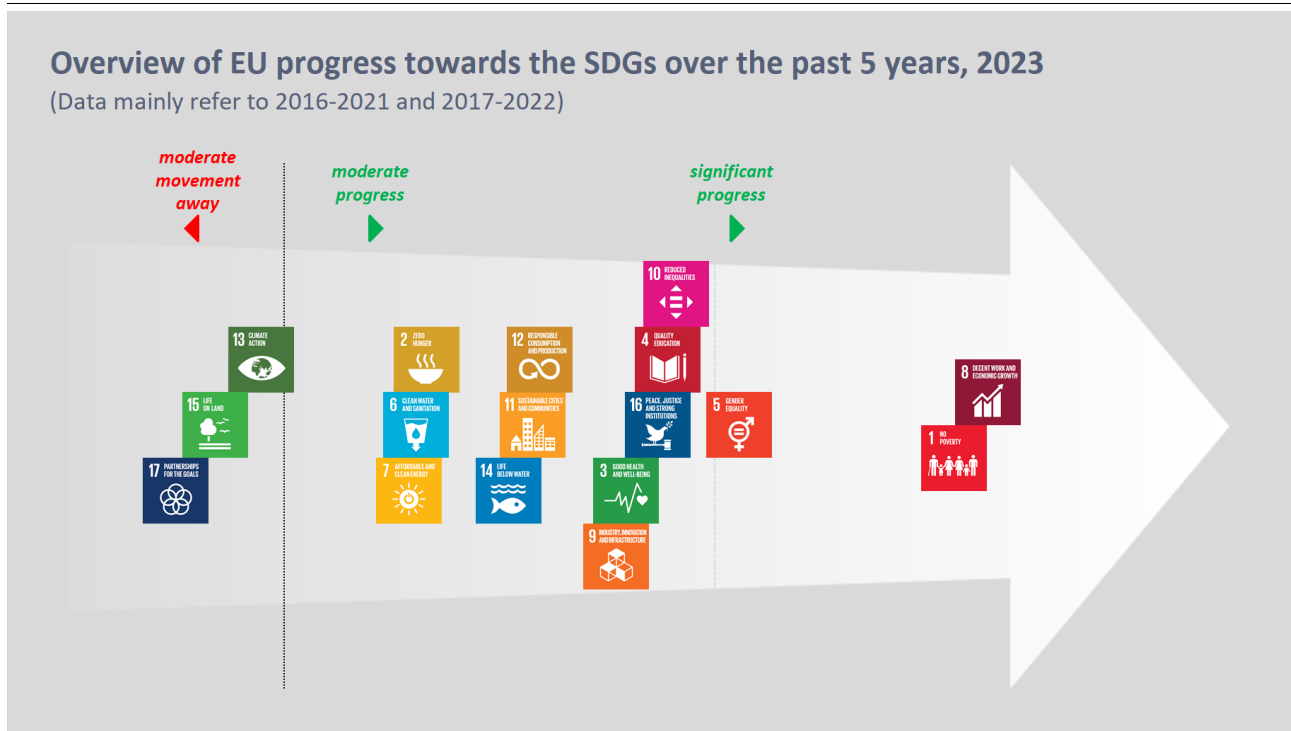 Overview of EU progress towards the SDGs over the past 5 years, 2023
(Data mainly refer to 2016-2021 and 2017-2022)
moderate
movement
away
moderate
progress
significant
progress
10 REDUCED
INEQUALITIES
13 CLIMATE
ACTION
2 ZERO
HUNGER
12 RESPONSIBLE
CONSUMPTION
AND PRODUCTION
4 QUALITY
EDUCATION
8 DECENT WORK AND
ECONOMIC GROWTH
15 LIFE
ON LAND
6 CLEAN WATER
AND SANITATION
11 SUSTAINABLE CITIES
AND COMMUNITIES
16 PEACE, JUSTICE
AND STRONG
INSTITUTIONS
5 GENDER
EQUALITY
1 NO
POVERTY
17 PARTNERSHIPS
FOR THE GOALS
7 AFFORDABLE AND
CLEAN ENERGY
14 LIFE
BELOW WATER
3 GOOD HEALTH
AND WELL-BEING
9 INDUSTRY, INNOVATION
AND INFRASTRUCTURE